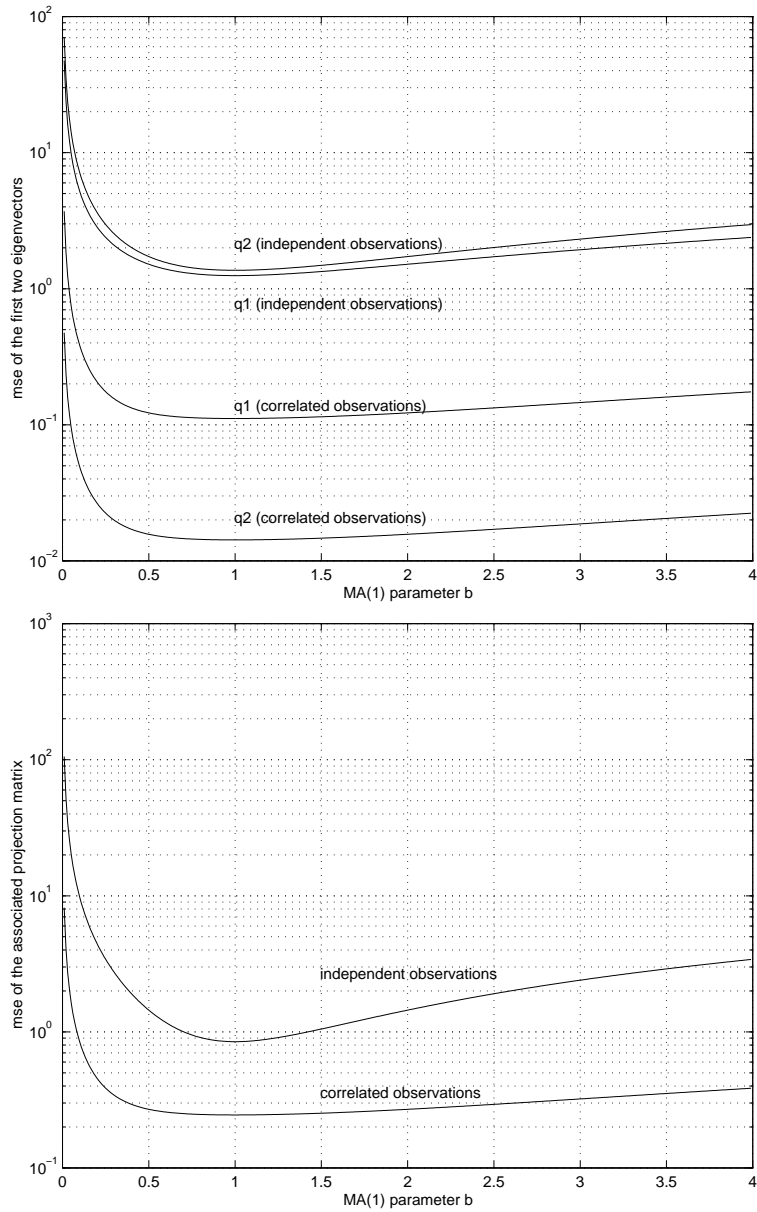 10^2
10^1
10^0
10^-1
10^-2
mse of the first two eigenvectors
q2 (independent observations)
q1 (independent observations)
q1 (correlated observations)
q2 (correlated observations)
0 0.5 1 1.5 2 2.5 3 3.5 4
MA(1) parameter b
10^3
10^2
10^1
10^0
10^-1
mse of the associated projection matrix
independent observations
correlated observations
0 0.5 1 1.5 2 2.5 3 3.5 4
MA(1) parameter b